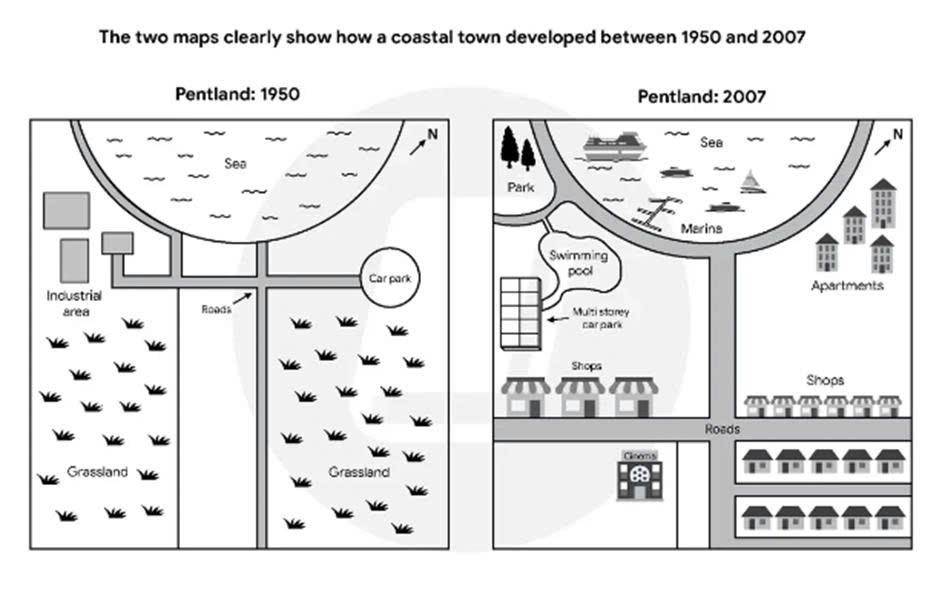 The two maps clearly show how a coastal town developed between 1950 and 2007
Pentland: 1950
N
Sea
Industrial
area
Roads
Car park
Grassland
Grassland
Pentland: 2007
N
Sea
Park
Marina
Swimming
pool
Apartments
Multi storey
car park
Shops
Shops
Roads
Cinema